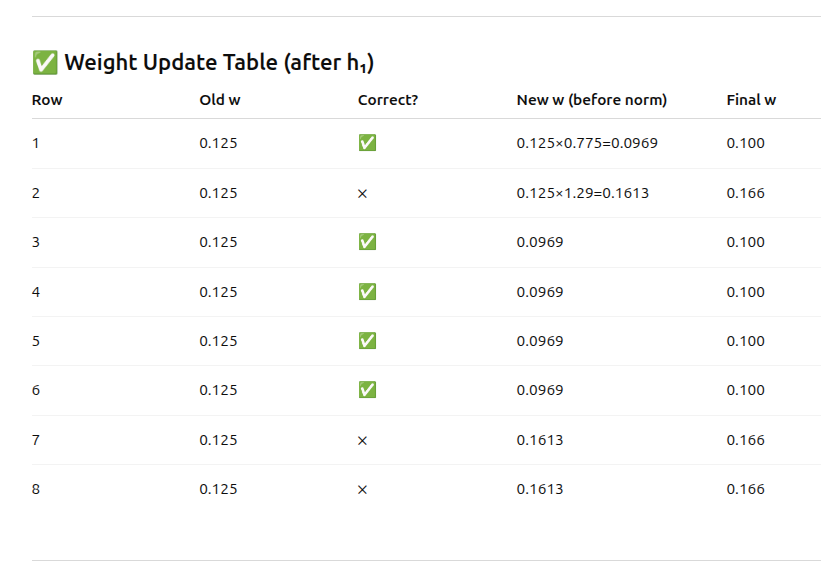 ✅ Weight Update Table (after h₁)
Row Old w Correct? New w (before norm) Final w
1 0.125 ✅ 0.125×0.775=0.0969 0.100
2 0.125 × 0.125×1.29=0.1613 0.166
3 0.125 ✅ 0.0969 0.100
4 0.125 ✅ 0.0969 0.100
5 0.125 ✅ 0.0969 0.100
6 0.125 ✅ 0.0969 0.100
7 0.125 × 0.1613 0.166
8 0.125 × 0.1613 0.166